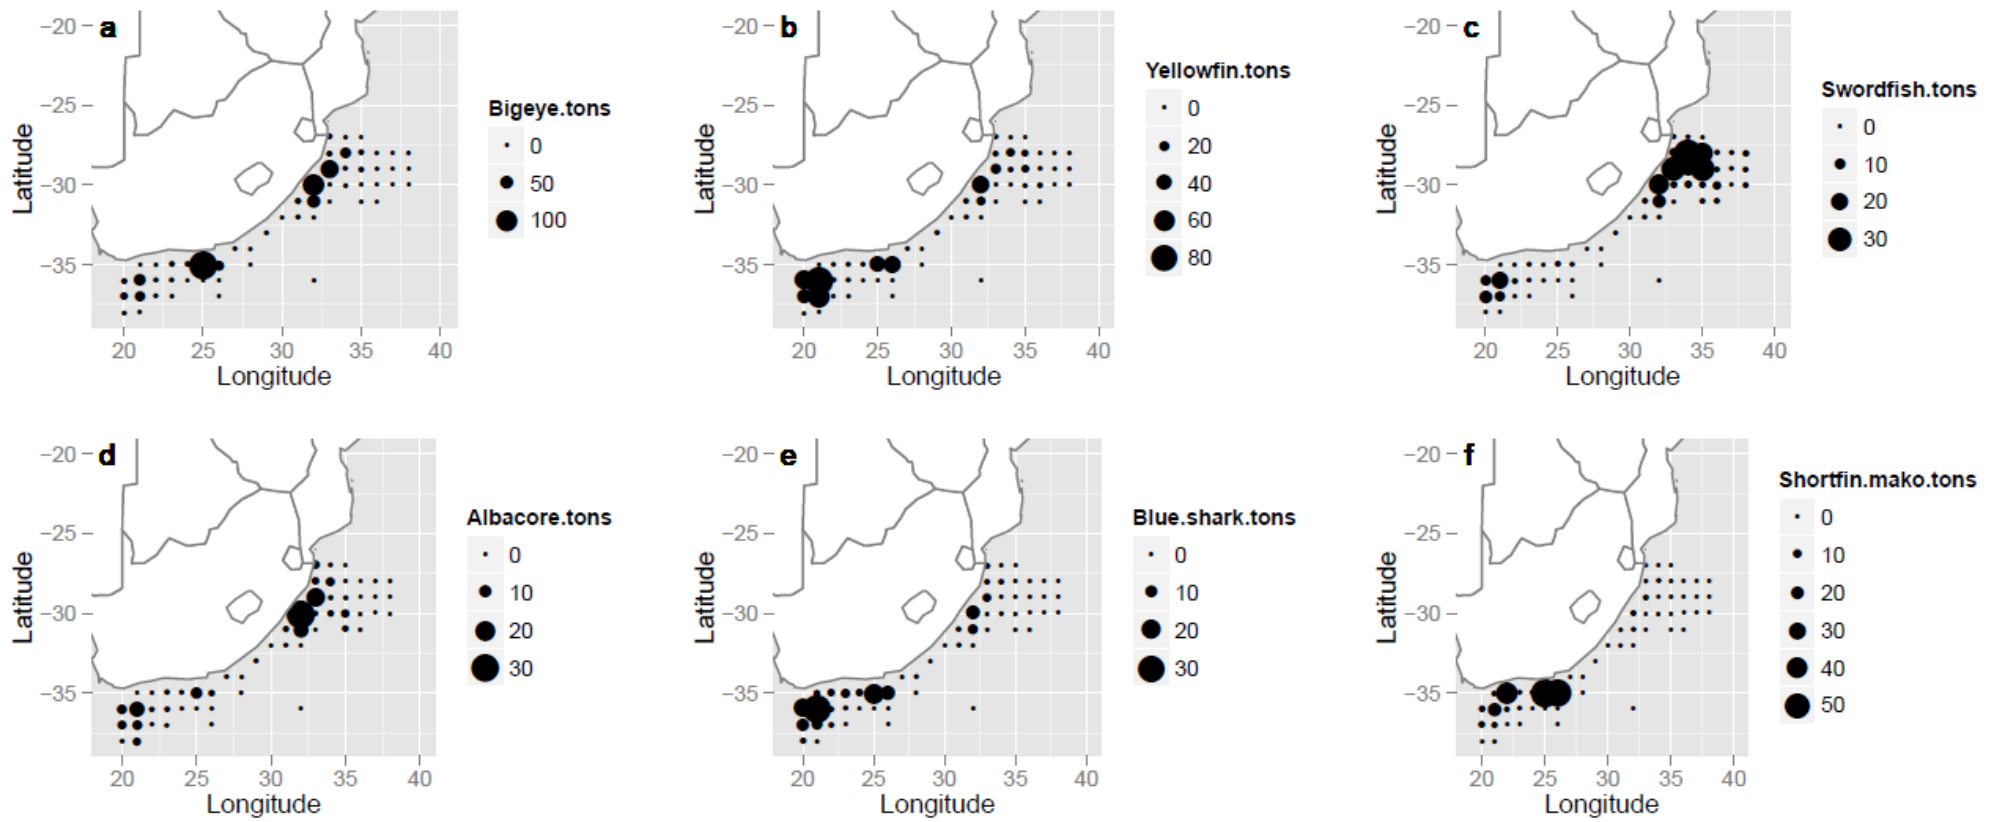 a
−20
−25
−30
−35
Latitude
20 25 30 35 40
Longitude
Bigeye.tons
0
50
100
b
−20
−25
−30
−35
Latitude
20 25 30 35 40
Longitude
Yellowfin.tons
0
20
40
60
80
c
−20
−25
−30
−35
Latitude
20 25 30 35 40
Longitude
Swordfish.tons
0
10
20
30
d
−20
−25
−30
−35
Latitude
20 25 30 35 40
Longitude
Albacore.tons
0
10
20
30
e
−20
−25
−30
−35
Latitude
20 25 30 35 40
Longitude
Blue.shark.tons
0
10
20
30
f
−20
−25
−30
−35
Latitude
20 25 30 35 40
Longitude
Shortfin.mako.tons
0
10
20
30
40
50